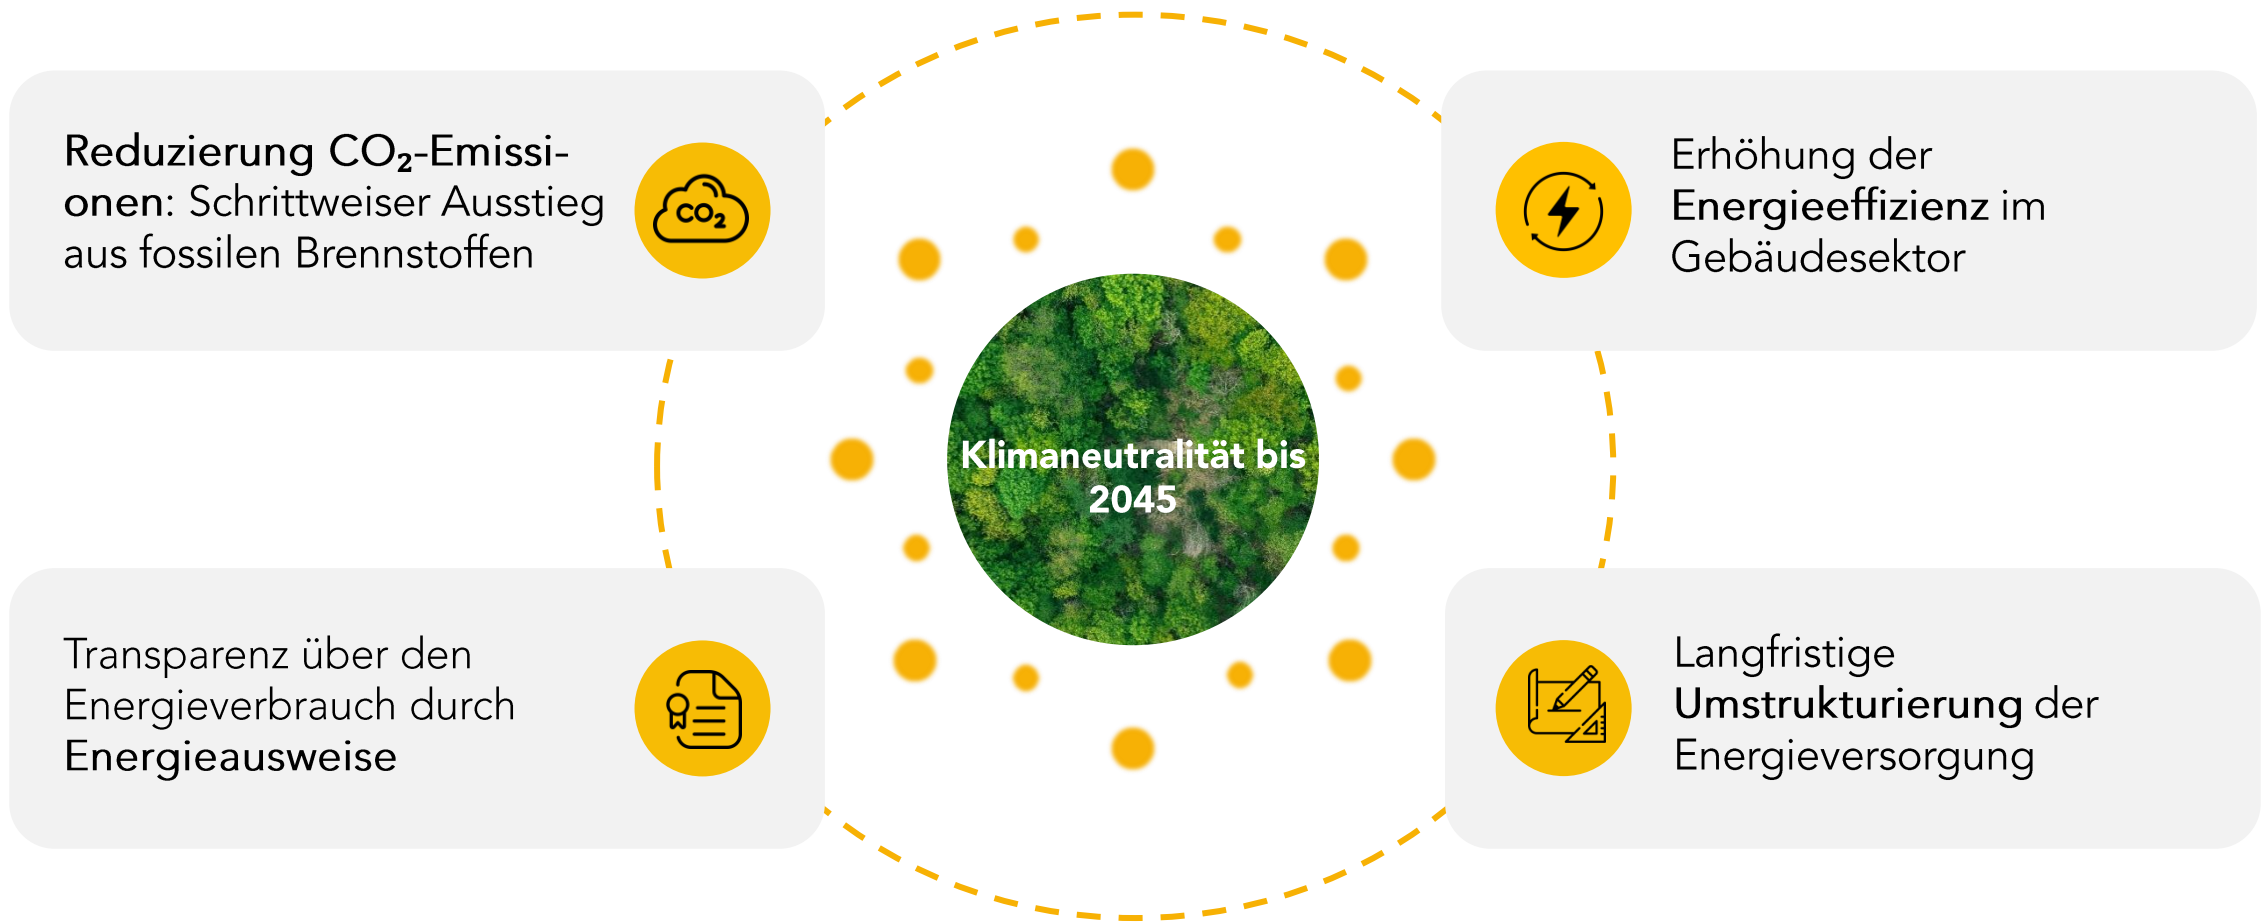 Reduzierung CO₂-Emissi-
onen: Schrittweiser Ausstieg
aus fossilen Brennstoffen
CO₂
Erhöhung der
Energieeffizienz im
Gebäudesektor
Klimaneutralität bis
2045
Transparenz über den
Energieverbrauch durch
Energieausweise
Langfristige
Umstrukturierung der
Energieversorgung